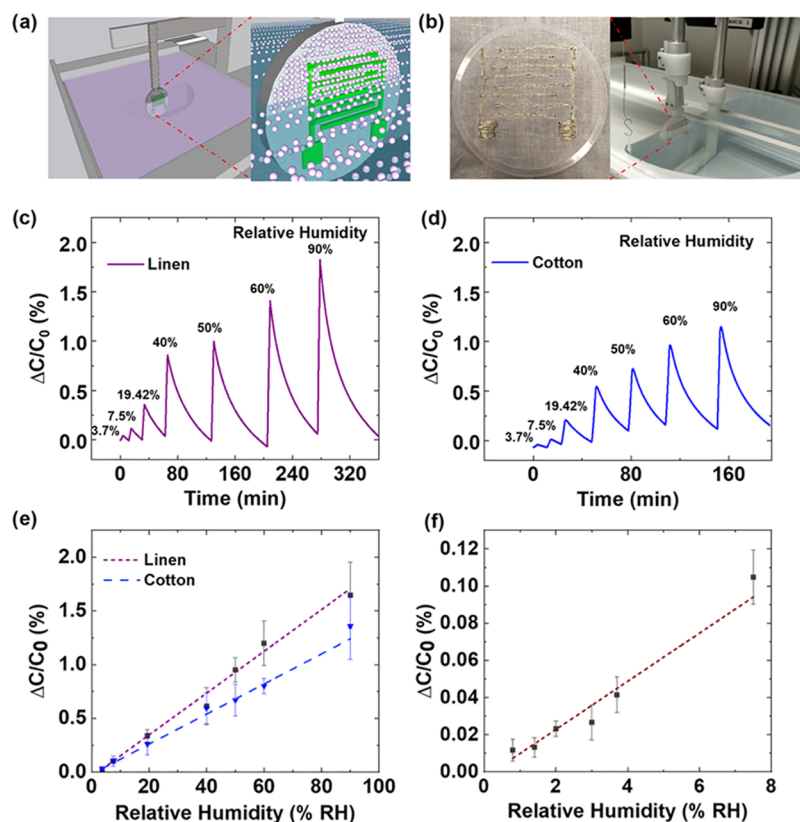 (a)
(b)
ANCE 1
(c)
2.0
1.5
1.0
0.5
0.0
ΔC/C0 (%)
Relative Humidity
Linen
3.7%
7.5%
19.42%
40%
50%
60%
90%
0 80 160 240 320
Time (min)
(d)
2.0
1.5
1.0
0.5
0.0
ΔC/C0 (%)
Relative Humidity
Cotton
3.7%
7.5%
19.42%
40%
50%
60%
90%
0 80 160
Time (min)
(e)
2.0
1.5
1.0
0.5
0.0
ΔC/C0 (%)
Linen
Cotton
0 20 40 60 80 100
Relative Humidity (% RH)
(f)
0.12
0.10
0.08
0.06
0.04
0.02
0.00
ΔC/C0 (%)
0 2 4 6 8
Relative Humidity (% RH)